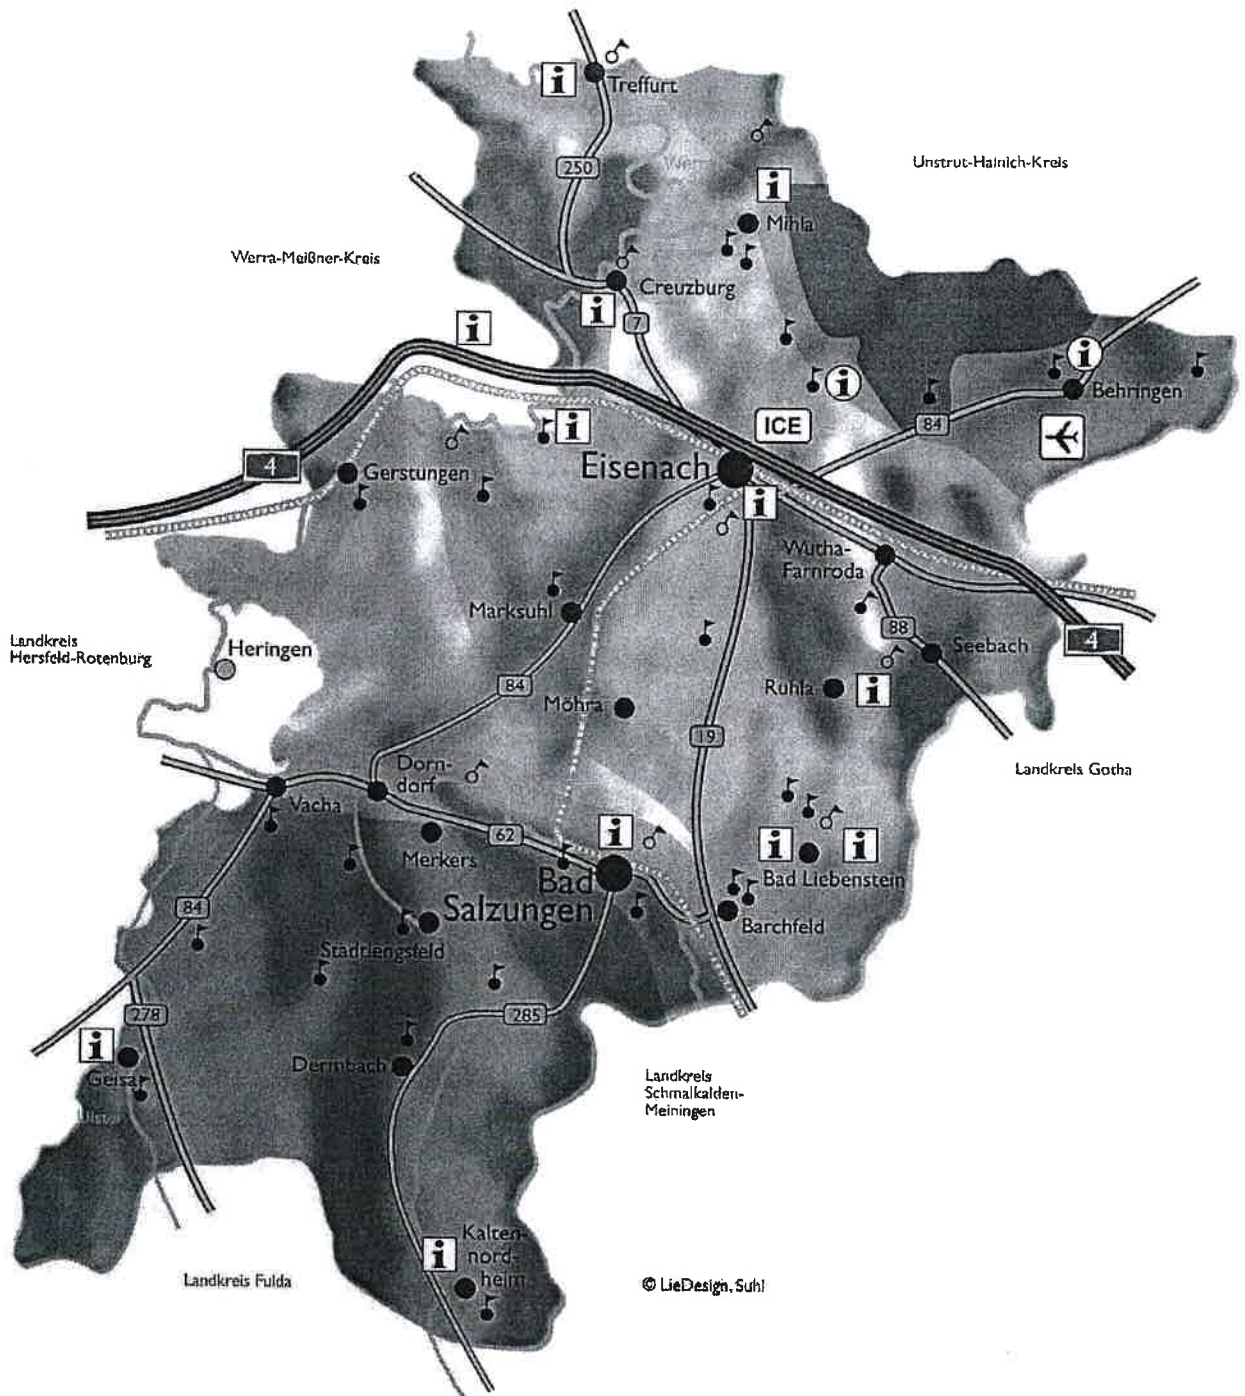 Treffurt
250
Werra
Unstrut-Hainich-Kreis
Mihla
Werra-Meißner-Kreis
Creuzburg
7
Behringen
84
ICE
4
Gerstungen
Eisenach
Wutha-
Farnroda
Marksuhl
88
4
Landkreis
Hersfeld-Rotenburg
Heringen
Seebach
84
Möhra
Ruhla
19
Landkreis Gotha
Dorn-
dorf
Vacha
62
Merkers
Bad
Salzungen
Bad Liebenstein
84
Barchfeld
Stadtlengsfeld
278
285
Geisa
Dermbach
Ulster
Landkreis
Schmalkalden-
Meiningen
Kalten-
nord-
heim
Landkreis Fulda
© LieDesign, Suhl